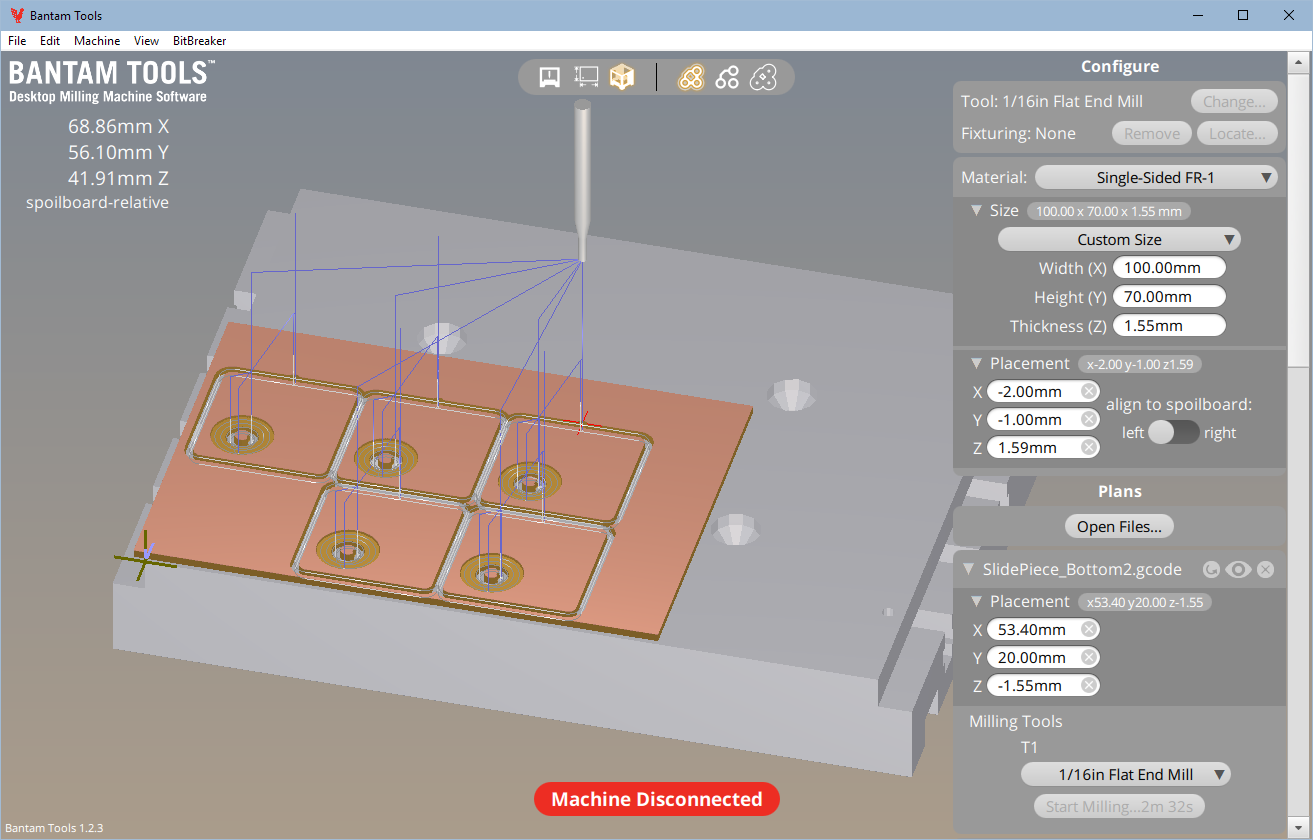 Bantam Tools
File Edit Machine View BitBreaker
BANTAM TOOLS™
Desktop Milling Machine Software
68.86mm X
56.10mm Y
41.91mm Z
spoilboard-relative
Configure
Tool: 1/16in Flat End Mill Change...
Fixturing: None Remove Locate...
Material: Single-Sided FR-1
Size 100.00 x 70.00 x 1.55 mm
Custom Size
Width (X) 100.00mm
Height (Y) 70.00mm
Thickness (Z) 1.55mm
Placement x-2.00 y-1.00 z1.59
X -2.00mm
align to spoilboard:
Y -1.00mm
left right
Z 1.59mm
Plans
Open Files...
SlidePiece_Bottom2.gcode
Placement x53.40 y20.00 z-1.55
X 53.40mm
Y 20.00mm
Z -1.55mm
Milling Tools
T1
1/16in Flat End Mill
Start Milling...2m 32s
Machine Disconnected
Bantam Tools 1.2.3